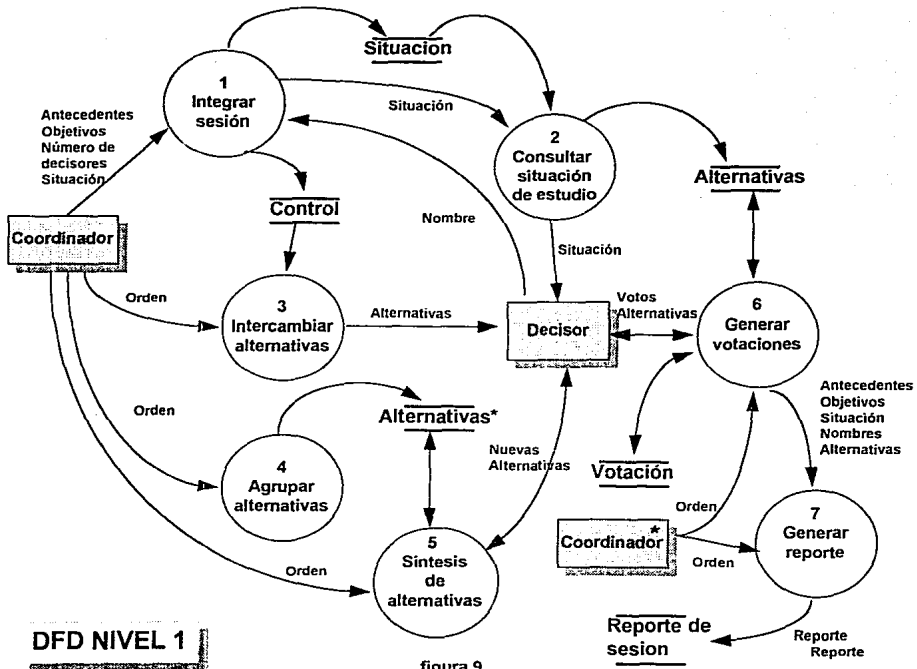 Situacion
1
Integrar
sesión
Antecedentes
Objetivos
Número de
decisores
Situación
Situación
2
Consultar
situación
de estudio
Alternativas
Control
Nombre
Coordinador
Situación
Orden
3
Intercambiar
alternativas
Alternativas
Decisor
Votos
Alternativas
6
Generar
votaciones
Orden
Alternativas*
Antecedentes
Objetivos
Situación
Nombres
Alternativas
4
Agrupar
alternativas
Nuevas
Alternativas
Votación
Orden
Coordinador*
Orden
7
Generar
reporte
5
Sintesis
de
alternativas
Orden
Reporte de
sesion
Reporte
Reporte
DFD NIVEL 1
figura 9